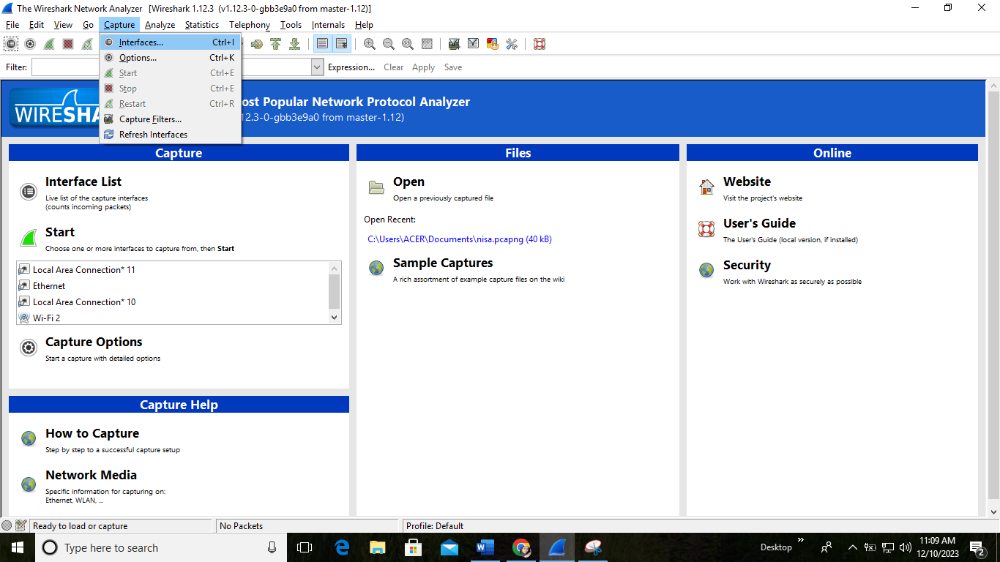 The Wireshark Network Analyzer [Wireshark 1.12.3 (v1.12.3-0-gbb3e9a0 from master-1.12)]
File Edit View Go Capture Analyze Statistics Telephony Tools Internals Help
Interfaces... Ctrl+I
Options... Ctrl+K
Start Ctrl+E
Stop Ctrl+E
Restart Ctrl+R
Capture Filters...
Refresh Interfaces
Filter: Expression... Clear Apply Save
WIRESHA
ost Popular Network Protocol Analyzer
12.3-0-gbb3e9a0 from master-1.12)
Capture
Interface List
Live list of the capture interfaces
(counts incoming packets)
Start
Choose one or more interfaces to capture from, then Start
Local Area Connection* 11
Ethernet
Local Area Connection* 10
Wi-Fi 2
Capture Options
Start a capture with detailed options
Capture Help
How to Capture
Step by step to a successful capture setup
Network Media
Specific information for capturing on:
Ethernet, WLAN, ...
Files
Open
Open a previously captured file
Open Recent:
C:\Users\ACER\Documents\nisa.pcapng (40 kB)
Sample Captures
A rich assortment of example capture files on the wiki
Online
Website
Visit the project's website
User's Guide
The User's Guide (local version, if installed)
Security
Work with Wireshark as securely as possible
Ready to load or capture No Packets Profile: Default
Type here to search
Desktop
11:09 AM
12/10/2023
2